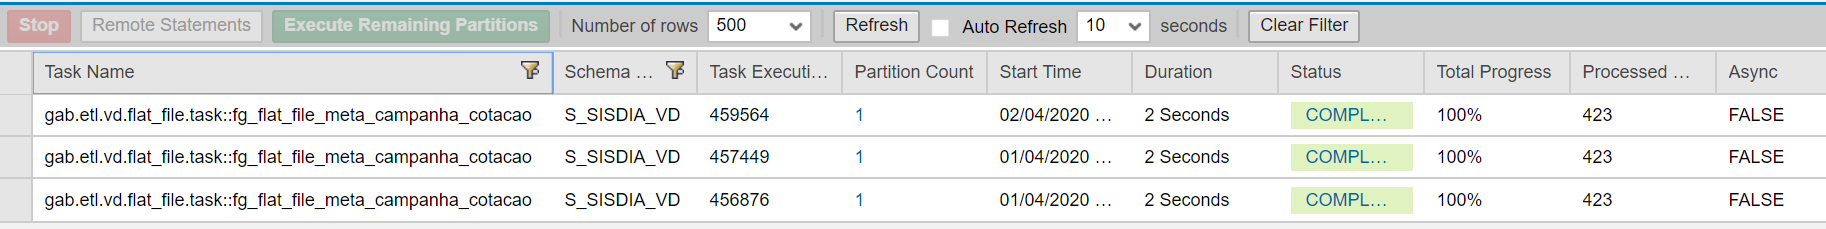 Stop Remote Statements Execute Remaining Partitions Number of rows 500 Refresh Auto Refresh 10 seconds Clear Filter
Task Name Schema ... Task Executi... Partition Count Start Time Duration Status Total Progress Processed ... Async
gab.etl.vd.flat_file.task::fg_flat_file_meta_campanha_cotacao S_SISDIA_VD 459564 1 02/04/2020 ... 2 Seconds COMPL... 100% 423 FALSE
gab.etl.vd.flat_file.task::fg_flat_file_meta_campanha_cotacao S_SISDIA_VD 457449 1 01/04/2020 ... 2 Seconds COMPL... 100% 423 FALSE
gab.etl.vd.flat_file.task::fg_flat_file_meta_campanha_cotacao S_SISDIA_VD 456876 1 01/04/2020 ... 2 Seconds COMPL... 100% 423 FALSE